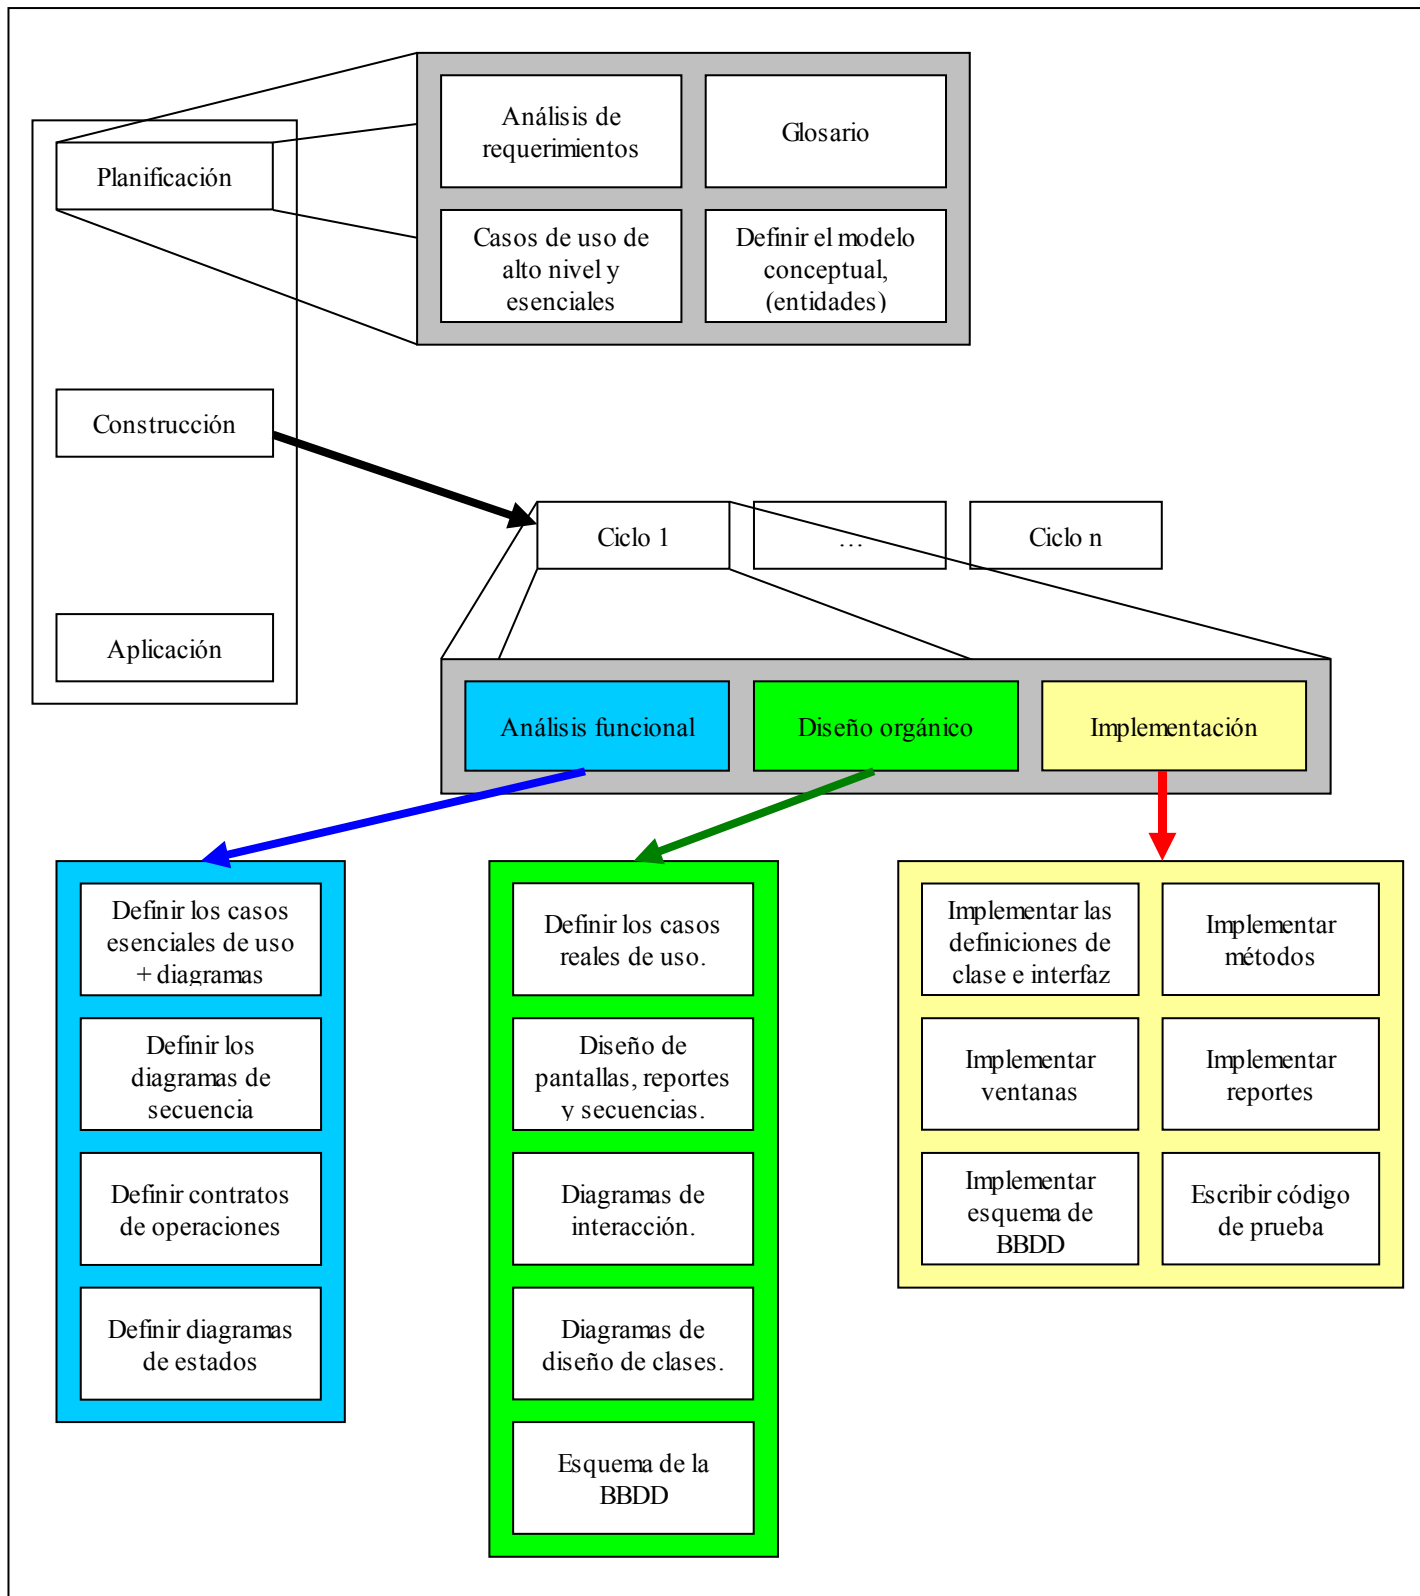 Análisis de
requerimientos
Glosario
Planificación
Casos de uso de
alto nivel y
esenciales
Definir el modelo
conceptual,
(entidades)
Construcción
Ciclo 1
...
Ciclo n
Aplicación
Análisis funcional
Diseño orgánico
Implementación
Definir los casos
esenciales de uso
+ diagramas
Definir los
diagramas de
secuencia
Definir contratos
de operaciones
Definir diagramas
de estados
Definir los casos
reales de uso.
Diseño de
pantallas, reportes
y secuencias.
Diagramas de
interacción.
Diagramas de
diseño de clases.
Esquema de la
BBDD
Implementar las
definiciones de
clase e interfaz
Implementar
métodos
Implementar
ventanas
Implementar
reportes
Implementar
esquema de
BBDD
Escribir código
de prueba